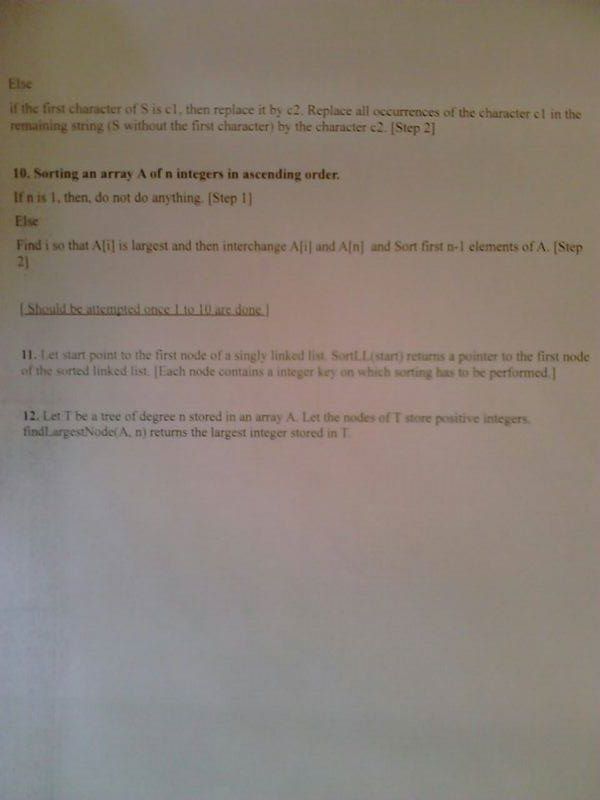 Else
if the first character of S is c1, then replace it by c2. Replace all occurrences of the character c1 in the
remaining string (S without the first character) by the character c2. [Step 2]
10. Sorting an array A of n integers in ascending order.
If n is 1, then, do not do anything. [Step 1]
Else
Find i so that A[i] is largest and then interchange A[i] and A[n] and Sort first n-1 elements of A. [Step
2]
[ Should be attempted once 1 to 10 are done ]
11. Let start point to the first node of a singly linked list. SortLL(start) returns a pointer to the first node
of the sorted linked list. [Each node contains a integer key on which sorting has to be performed.]
12. Let T be a tree of degree n stored in an array A. Let the nodes of T store positive integers.
findLargestNode(A, n) returns the largest integer stored in T.